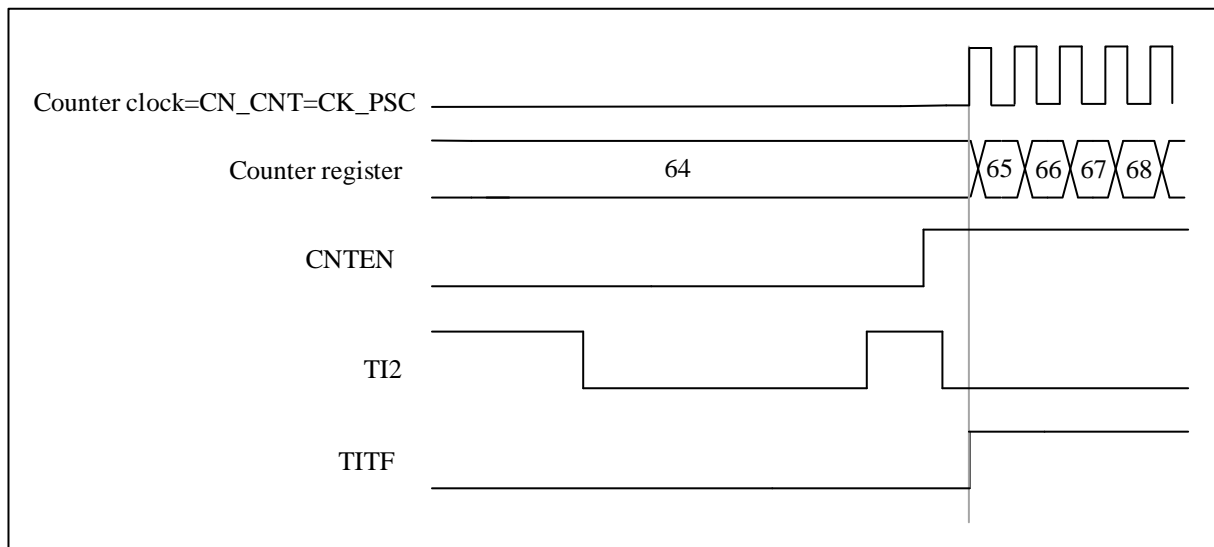 Counter clock=CN_CNT=CK_PSC
Counter register
64
65
66
67
68
CNTEN
TI2
TITF